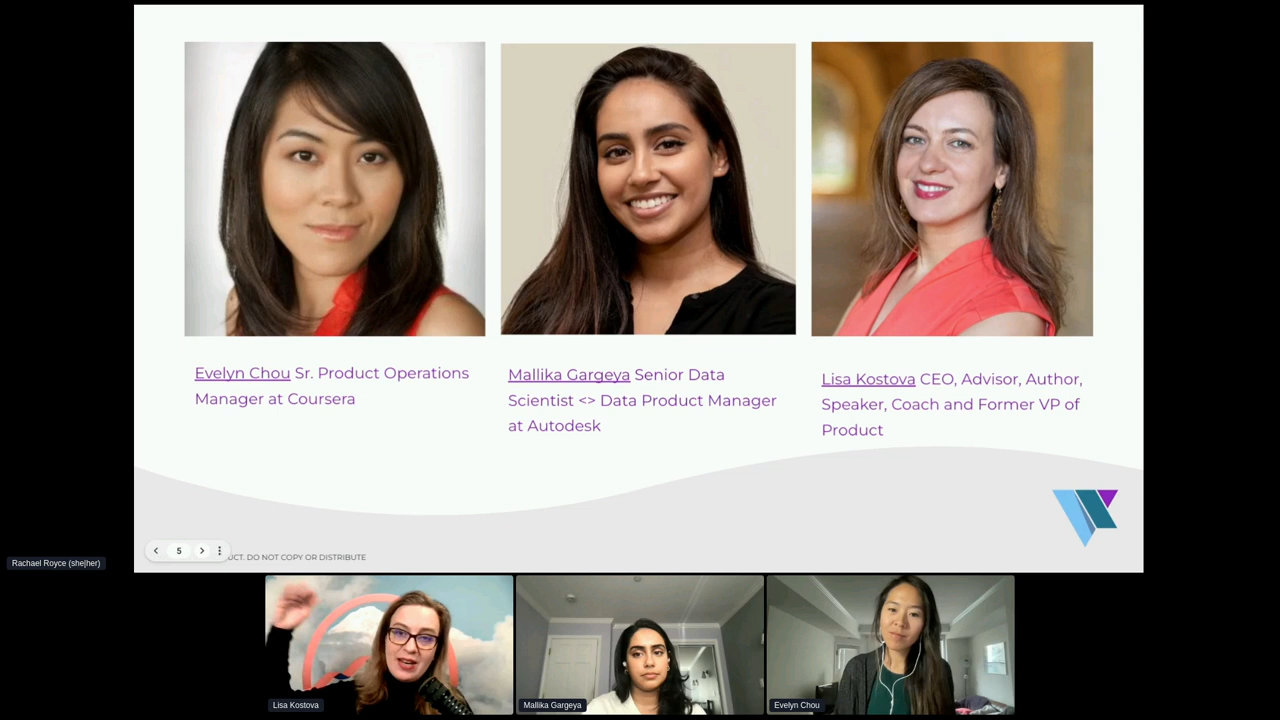 Evelyn Chou Sr. Product Operations
Manager at Coursera
Mallika Gargeya Senior Data
Scientist <> Data Product Manager
at Autodesk
Lisa Kostova CEO, Advisor, Author,
Speaker, Coach and Former VP of
Product
5
UCT. DO NOT COPY OR DISTRIBUTE
Rachael Royce (she|her)
Lisa Kostova
Mallika Gargeya
Evelyn Chou